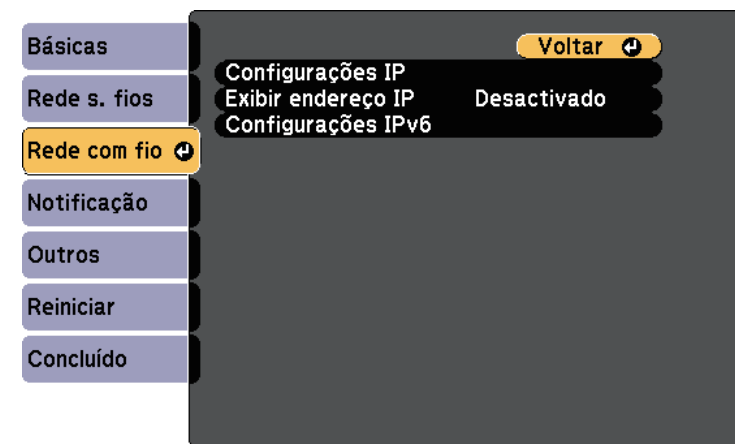 Básicas
Rede s. fios
Rede com fio
Notificação
Outros
Reiniciar
Concluído
Voltar
Configurações IP
Exibir endereço IP Desactivado
Configurações IPv6